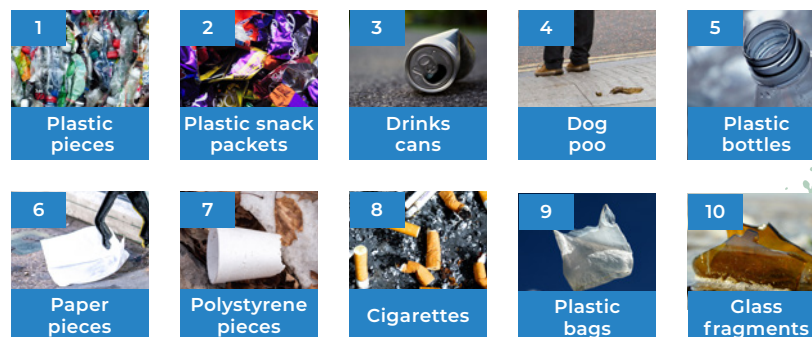 1
Plastic
pieces
2
Plastic snack
packets
3
Drinks
cans
4
Dog
poo
5
Plastic
bottles
6
Paper
pieces
7
Polystyrene
pieces
8
Cigarettes
9
Plastic
bags
10
Glass
fragments